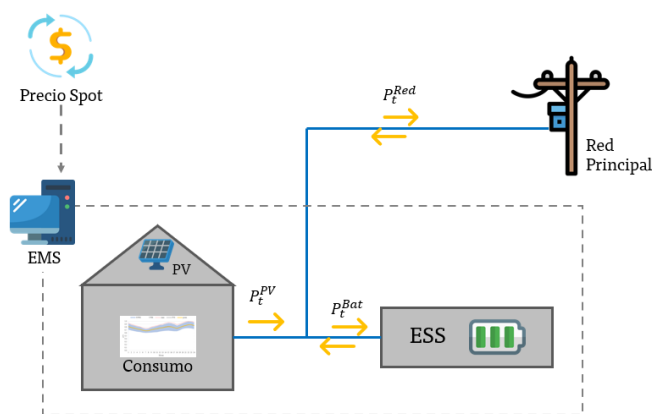 Precio Spot
P_t^{Red}
Red
Principal
EMS
PV
P_t^{PV}
P_t^{Bat}
ESS
Consumo